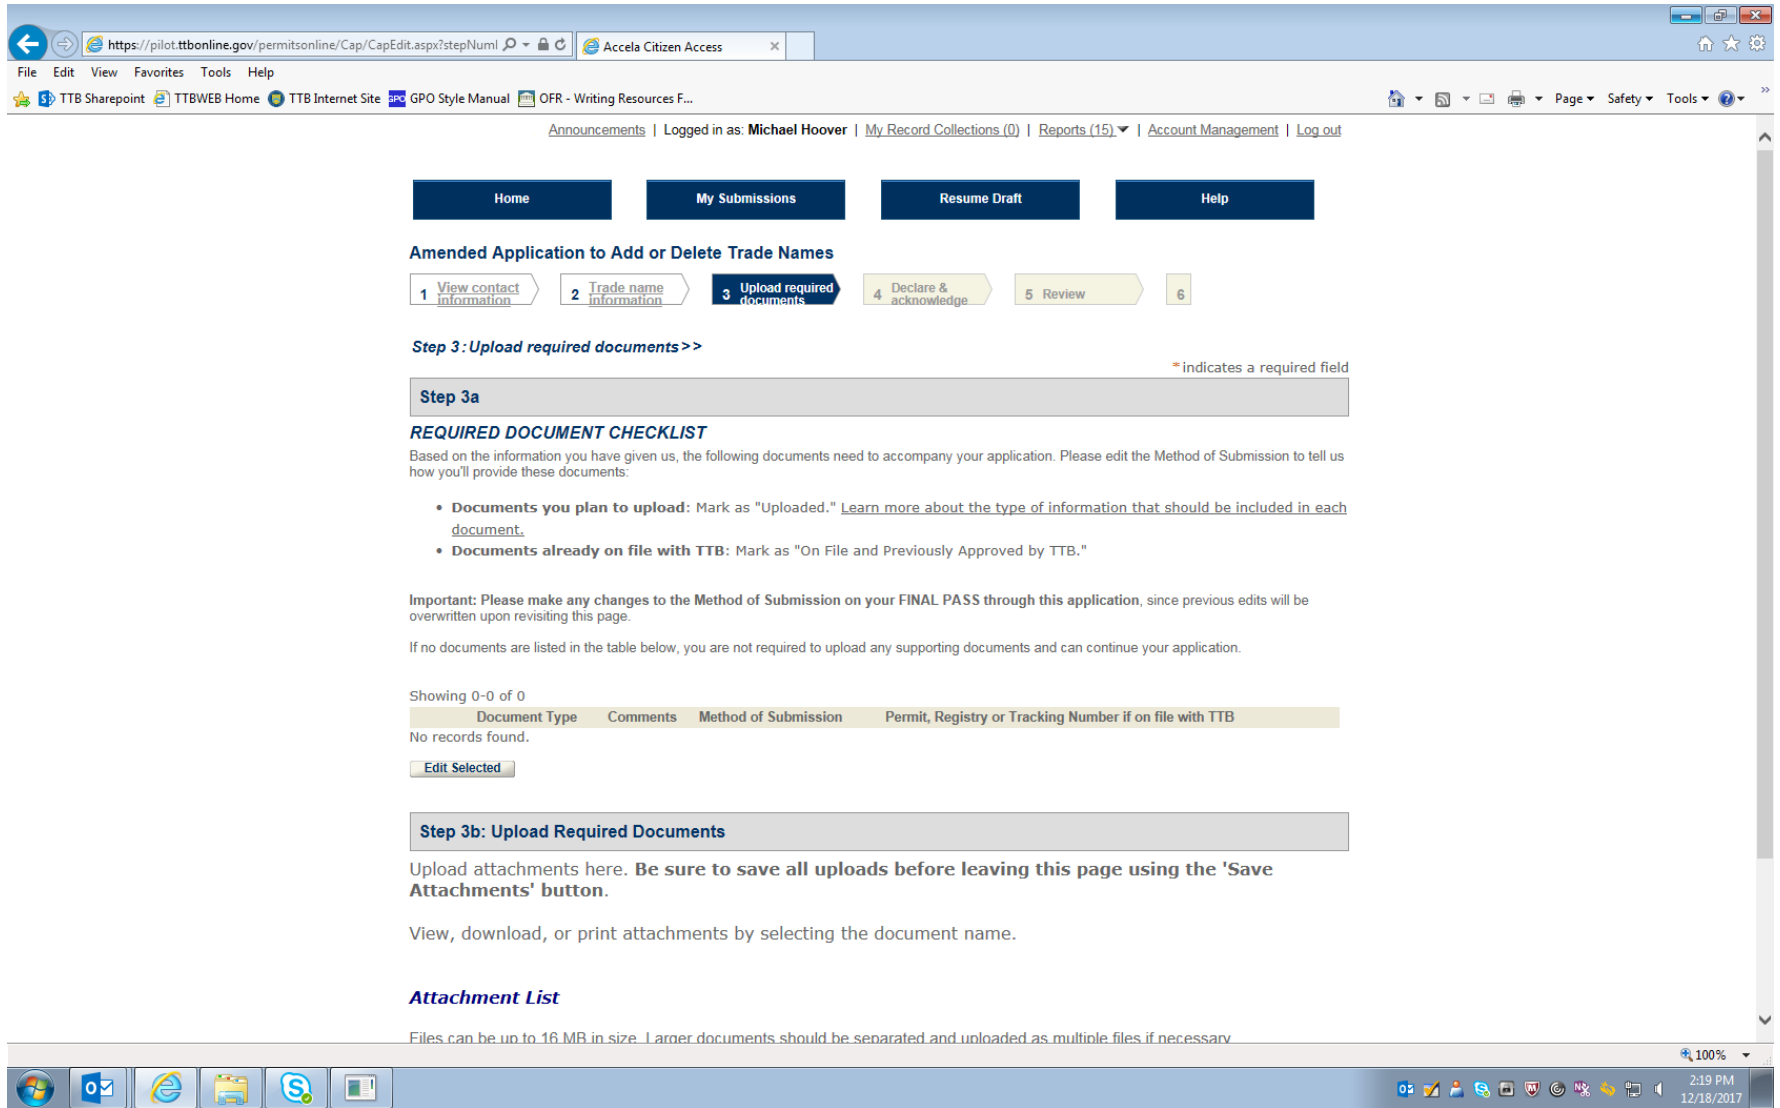 https://pilot.ttbonline.gov/permitsonline/Cap/CapEdit.aspx?stepNuml
Accela Citizen Access
File Edit View Favorites Tools Help
TTB Sharepoint TTBWEB Home TTB Internet Site GPO GPO Style Manual OFR - Writing Resources F...
Page Safety Tools
Announcements | Logged in as: Michael Hoover | My Record Collections (0) | Reports (15) | Account Management | Log out
Home My Submissions Resume Draft Help
Amended Application to Add or Delete Trade Names
1 View contact information
2 Trade name information
3 Upload required documents
4 Declare & acknowledge
5 Review
6
Step 3: Upload required documents>>
* indicates a required field
Step 3a
REQUIRED DOCUMENT CHECKLIST
Based on the information you have given us, the following documents need to accompany your application. Please edit the Method of Submission to tell us
how you'll provide these documents:
• Documents you plan to upload: Mark as "Uploaded." Learn more about the type of information that should be included in each
document.
• Documents already on file with TTB: Mark as "On File and Previously Approved by TTB."
Important: Please make any changes to the Method of Submission on your FINAL PASS through this application, since previous edits will be
overwritten upon revisiting this page.
If no documents are listed in the table below, you are not required to upload any supporting documents and can continue your application.
Showing 0-0 of 0
Document Type Comments Method of Submission Permit, Registry or Tracking Number if on file with TTB
No records found.
Edit Selected
Step 3b: Upload Required Documents
Upload attachments here. Be sure to save all uploads before leaving this page using the 'Save
Attachments' button.
View, download, or print attachments by selecting the document name.
Attachment List
Files can be up to 16 MB in size. Larger documents should be separated and uploaded as multiple files if necessary
100%
2:19 PM
12/18/2017